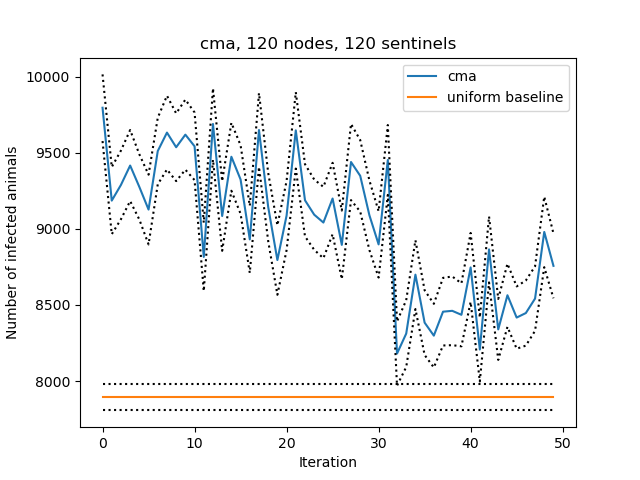 cma, 120 nodes, 120 sentinels
cma
uniform baseline
10000
9500
9000
8500
8000
Number of infected animals
0 10 20 30 40 50
Iteration